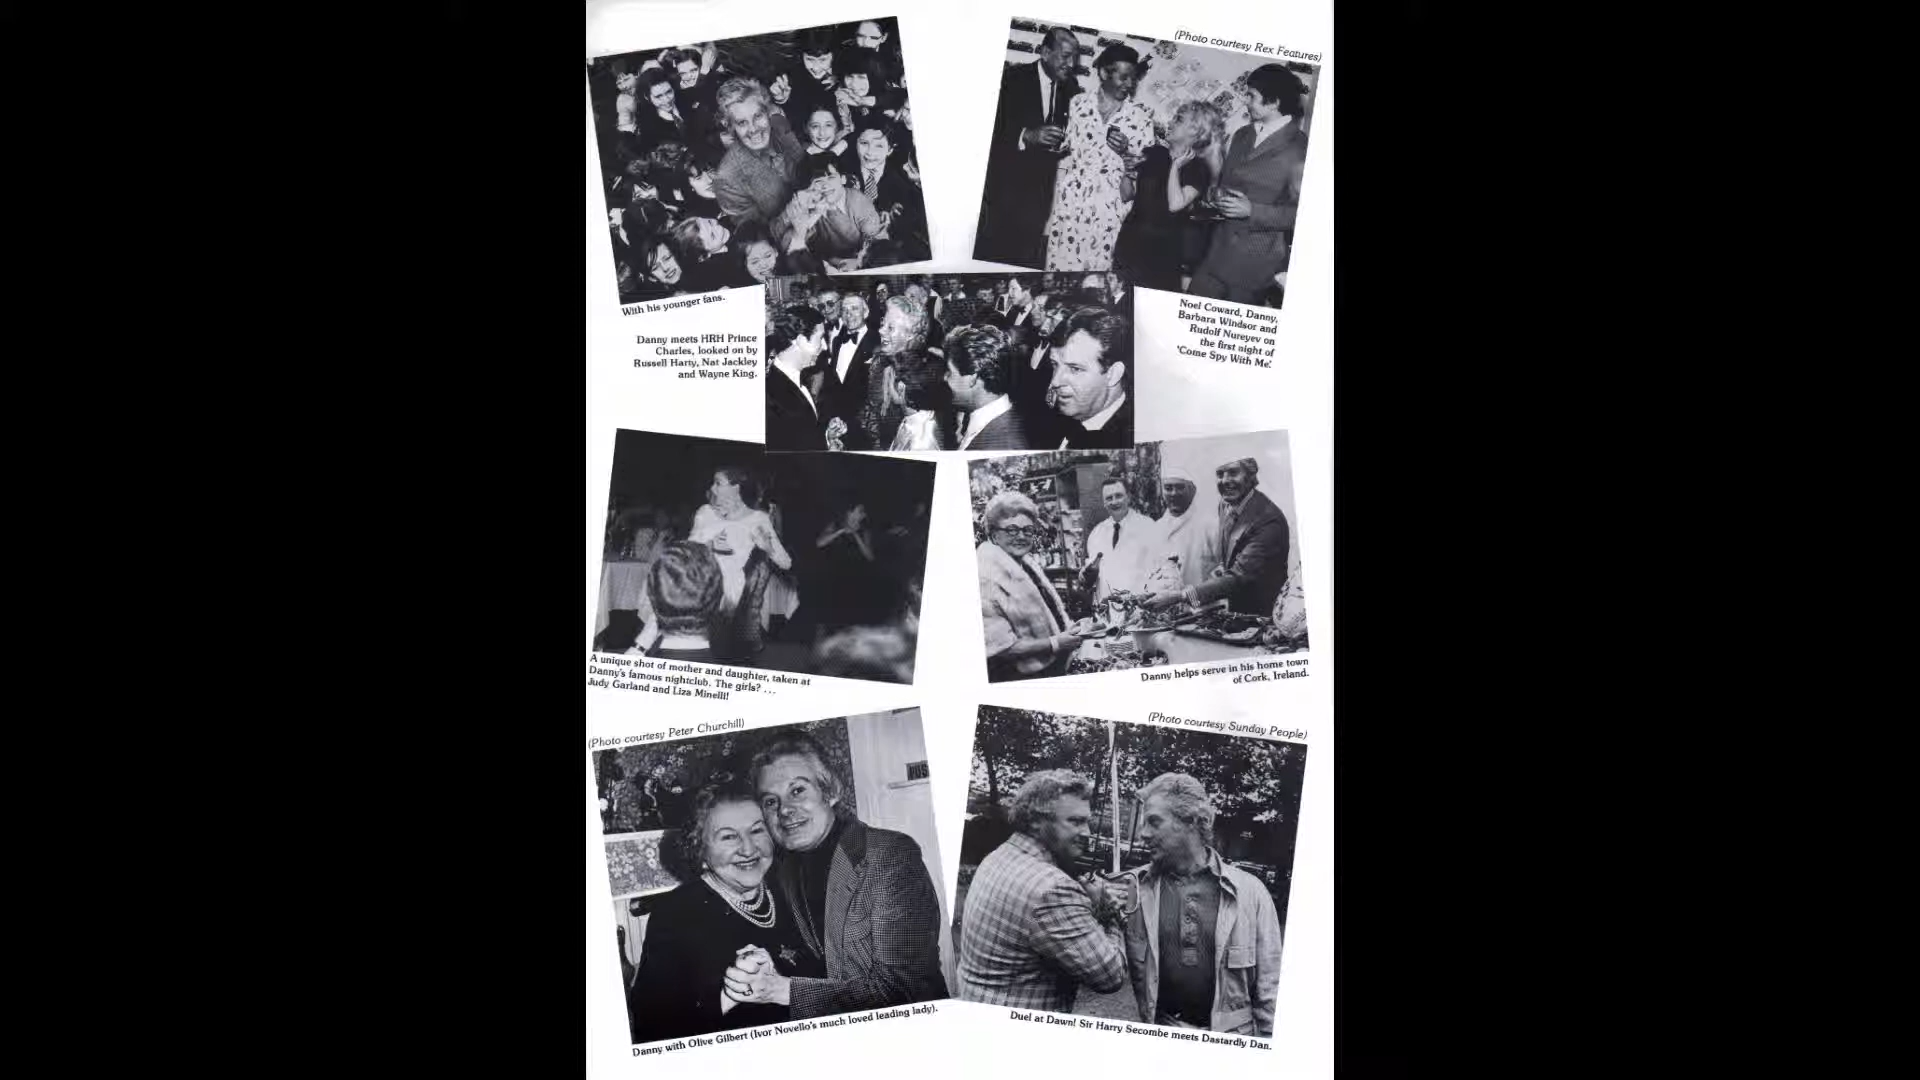 (Photo courtesy Rex Features)
With his younger fans.
Danny meets HRH Prince
Charles, looked on by
Russell Harty, Nat Jackley
and Wayne King.
Noel Coward, Danny,
Barbara Windsor and
Rudolf Nureyev on
the first night of
'Come Spy With Me'.
A unique shot of mother and daughter, taken at
Danny's famous nightclub. The girls? ...
Judy Garland and Liza Minelli!
Danny helps serve in his home town
of Cork, Ireland.
(Photo courtesy Peter Churchill)
(Photo courtesy Sunday People)
Danny with Olive Gilbert (Ivor Novello's much loved leading lady).
Duel at Dawn! Sir Harry Secombe meets Dastardly Dan.